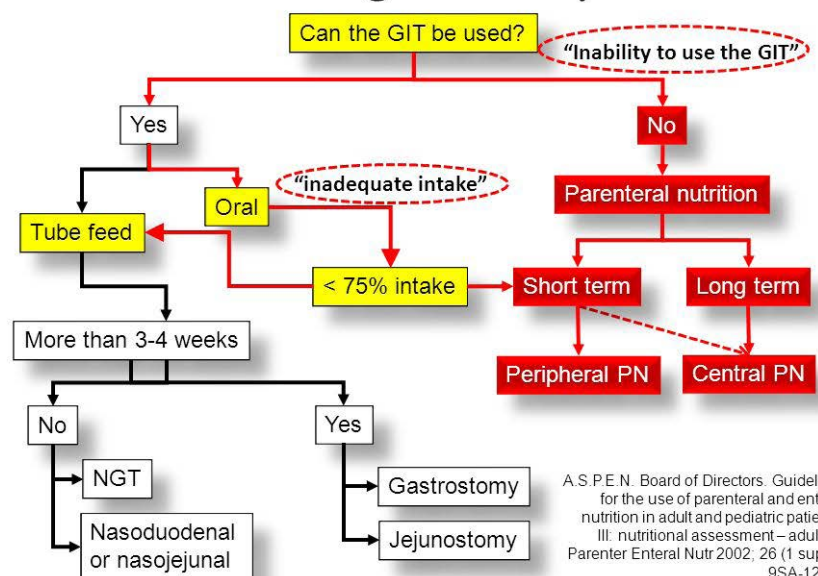 Can the GIT be used?
“Inability to use the GIT”
Yes
No
“inadequate intake”
Oral
Parenteral nutrition
Tube feed
< 75% intake
Short term
Long term
More than 3-4 weeks
Peripheral PN
Central PN
No
Yes
NGT
Gastrostomy
Nasoduodenal
or nasojejunal
Jejunostomy
A.S.P.E.N. Board of Directors. Guidel
for the use of parenteral and ent
nutrition in adult and pediatric patie
III: nutritional assessment – adul
Parenter Enteral Nutr 2002; 26 (1 sup
9SA-12